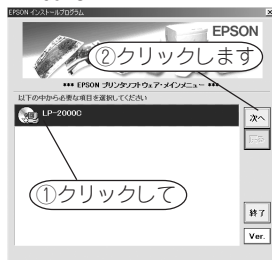 EPSON インストールプログラム
EPSON
②クリックします
*** EPSON プリンタソフトウェア・メインメニュー ***
以下の中から必要な項目を選択してください
LP-2000C
次へ
①クリックして
終了
Ver.